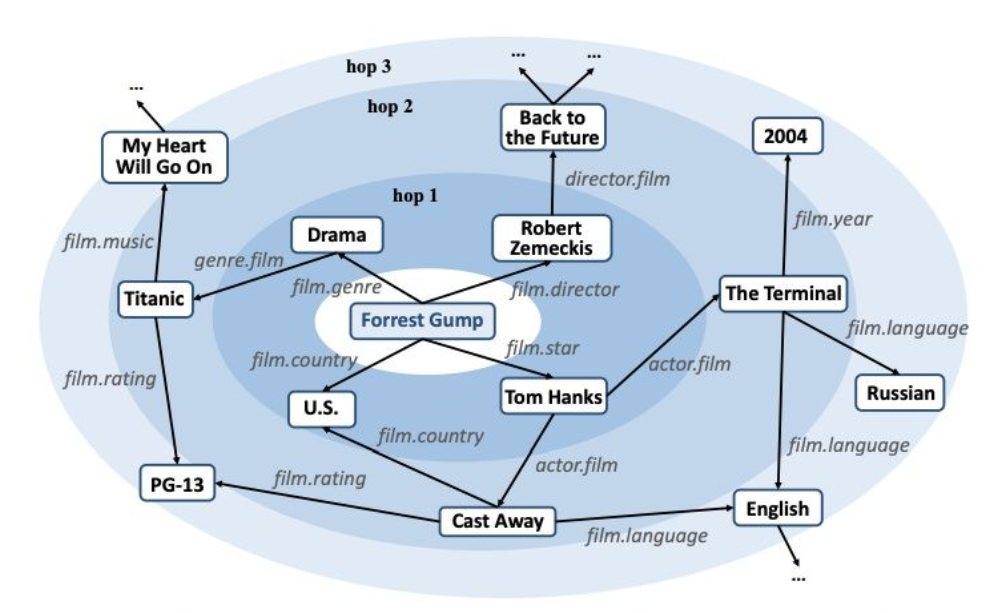 ...
...
hop 3
...
hop 2
Back to
the Future
2004
My Heart
Will Go On
director.film
hop 1
film.year
Drama
Robert
Zemeckis
film.music
genre.film
film.genre
film.director
Titanic
The Terminal
Forrest Gump
film.language
film.star
film.country
actor.film
film.rating
Russian
U.S.
Tom Hanks
film.country
film.language
actor.film
film.rating
PG-13
English
Cast Away
film.language
...